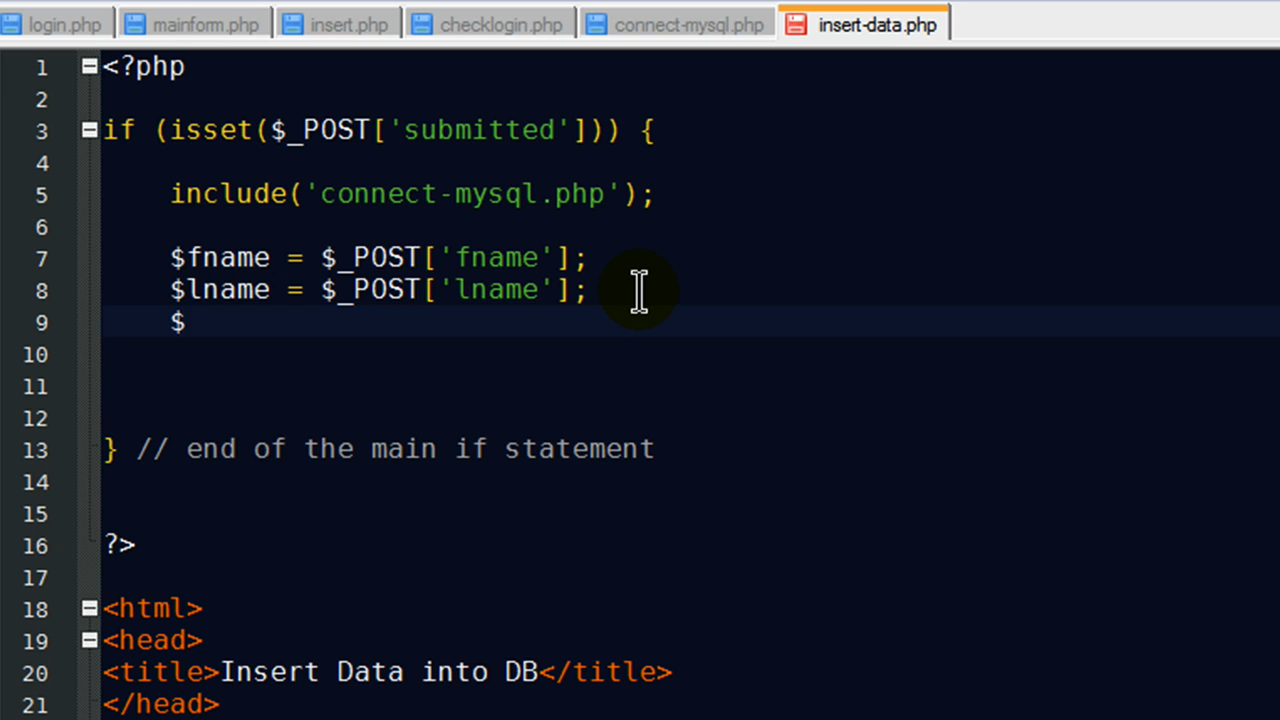 login.php mainform.php insert.php checklogin.php connect-mysql.php insert-data.php
1 <?php
2
3 if (isset($_POST['submitted'])) {
4
5 include('connect-mysql.php');
6
7 $fname = $_POST['fname'];
8 $lname = $_POST['lname'];
9 $
10
11
12
13 } // end of the main if statement
14
15
16 ?>
17
18 <html>
19 <head>
20 <title>Insert Data into DB</title>
21 </head>